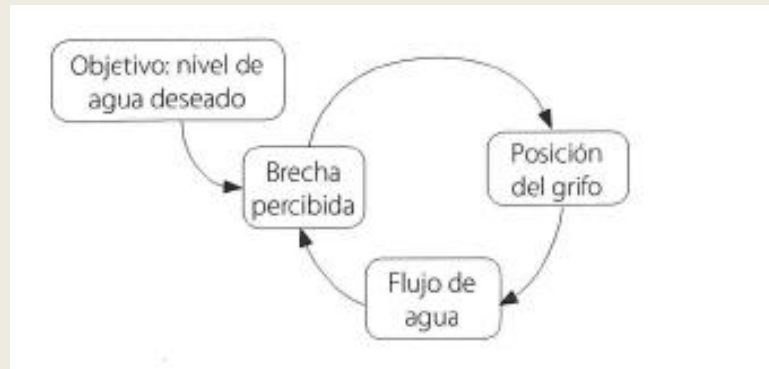 Objetivo: nivel de
agua deseado
Brecha
percibida
Posición
del grifo
Flujo de
agua